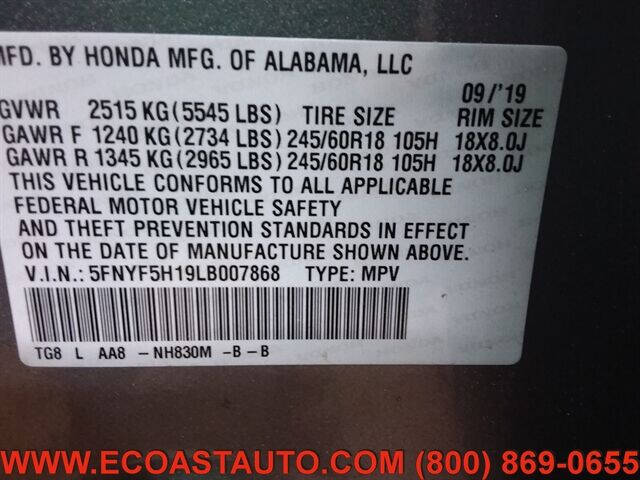 MFD. BY HONDA MFG. OF ALABAMA, LLC
09/'19
GVWR 2515 KG(5545 LBS) TIRE SIZE RIM SIZE
GAWR F 1240 KG(2734 LBS) 245/60R18 105H 18X8.0J
GAWR R 1345 KG(2965 LBS) 245/60R18 105H 18X8.0J
THIS VEHICLE CONFORMS TO ALL APPLICABLE
FEDERAL MOTOR VEHICLE SAFETY
AND THEFT PREVENTION STANDARDS IN EFFECT
ON THE DATE OF MANUFACTURE SHOWN ABOVE.
V.I.N.: 5FNYF5H19LB007868 TYPE: MPV
TG8 L AA8 -NH830M -B-B
WWW.ECOASTAUTO.COM (800) 869-0655